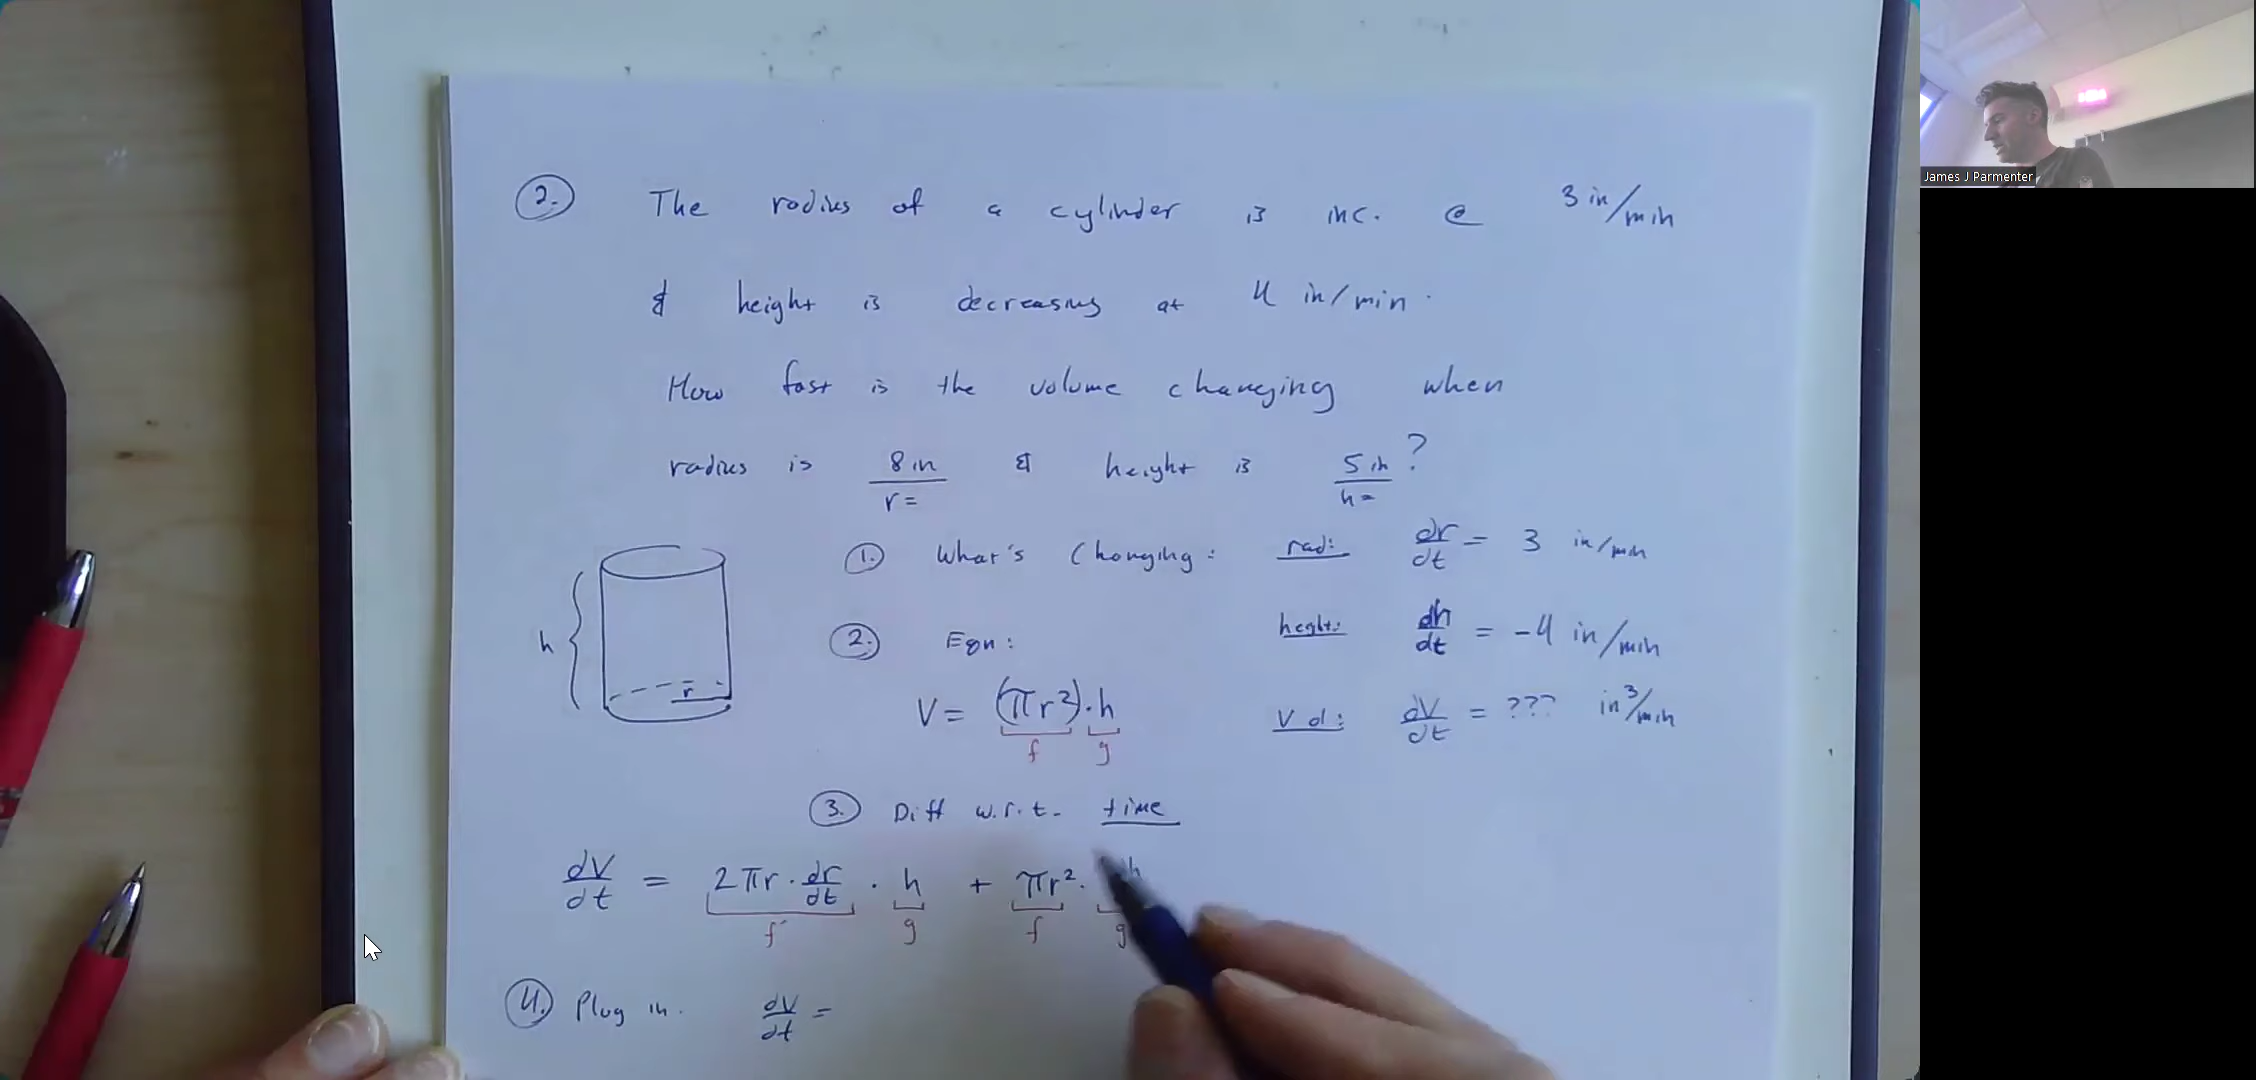 2. The radius of a cylinder is inc. @ 3 in/min
& height is decreasing at 4 in/min.
How fast is the volume changing when
radius is 8 in & height is 5 in?
r= h=
1. What's Changing: rad: dr/dt = 3 in/min
height: dh/dt = -4 in/min
Vol: dV/dt = ??? in³/min
h
r
2. Eqn:
V = (πr²)·h
f g
3. Diff w.r.t. time
dV/dt = 2πr·dr/dt · h + πr²·
f' g f g
4. Plug in. dV/dt =
James J Parmenter